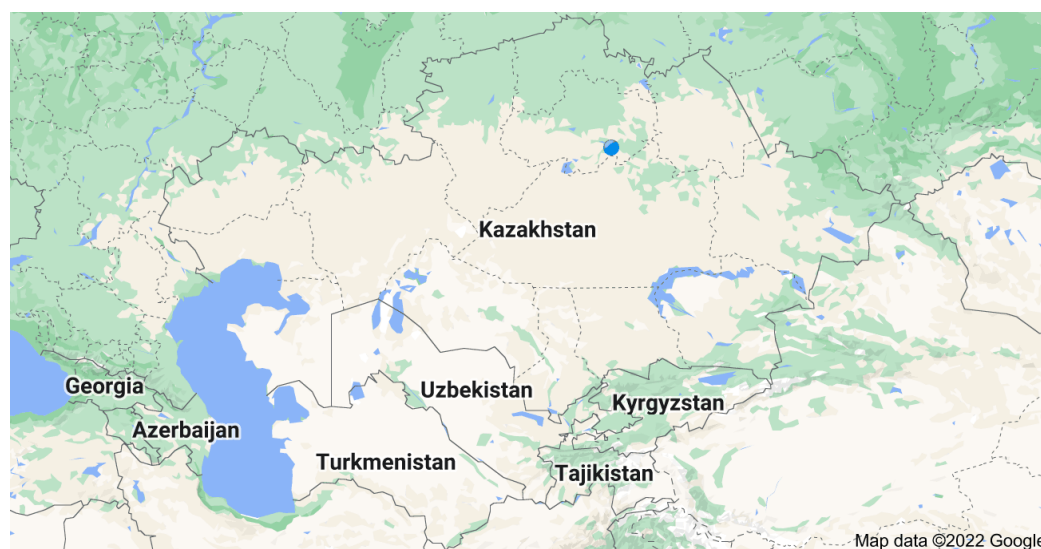 Kazakhstan
Georgia
Uzbekistan
Kyrgyzstan
Azerbaijan
Turkmenistan
Tajikistan
Map data ©2022 Google